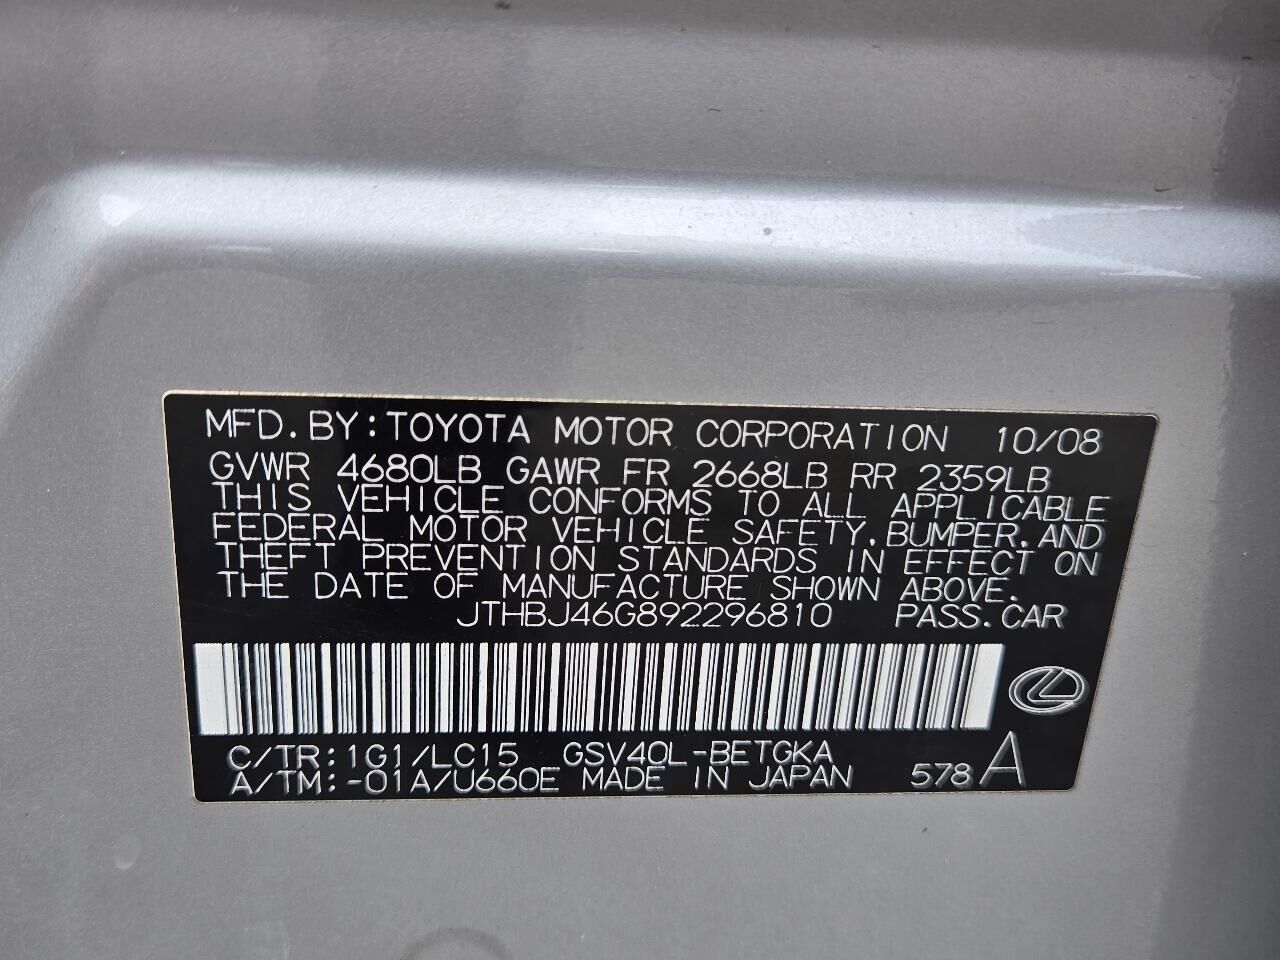 MFD. BY: TOYOTA MOTOR CORPORATION 10/08
GVWR 4680LB GAWR FR 2668LB RR 2359LB
THIS VEHICLE CONFORMS TO ALL APPLICABLE
FEDERAL MOTOR VEHICLE SAFETY, BUMPER, AND
THEFT PREVENTION STANDARDS IN EFFECT ON
THE DATE OF MANUFACTURE SHOWN ABOVE.
JTHBJ46G892296810 PASS. CAR
C/TR: 1G1/LC15 GSV40L-BETGKA
A/TM: -01A/U660E MADE IN JAPAN 578 A